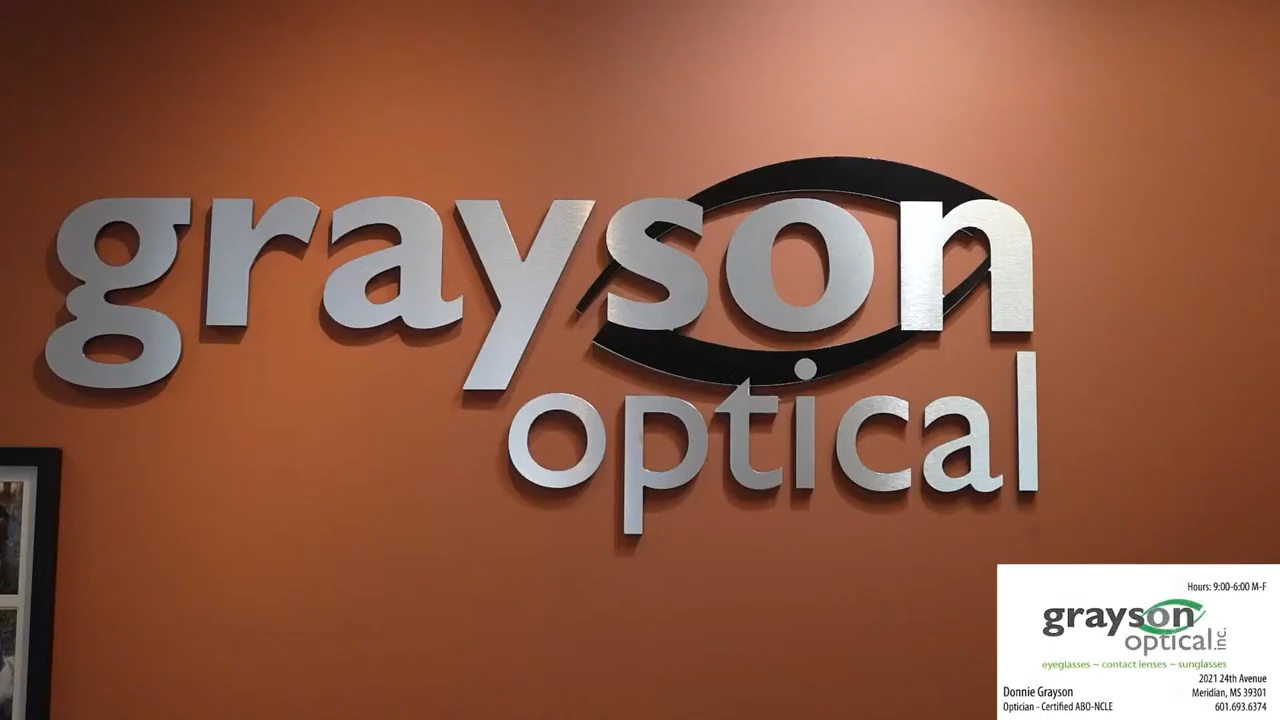 grayson
optical
Hours: 9:00-6:00 M-F
grayson
optical inc.
eyeglasses ~ contact lenses ~ sunglasses
2021 24th Avenue
Donnie Grayson
Meridian, MS 39301
Optician - Certified ABO-NCLE
601.693.6374